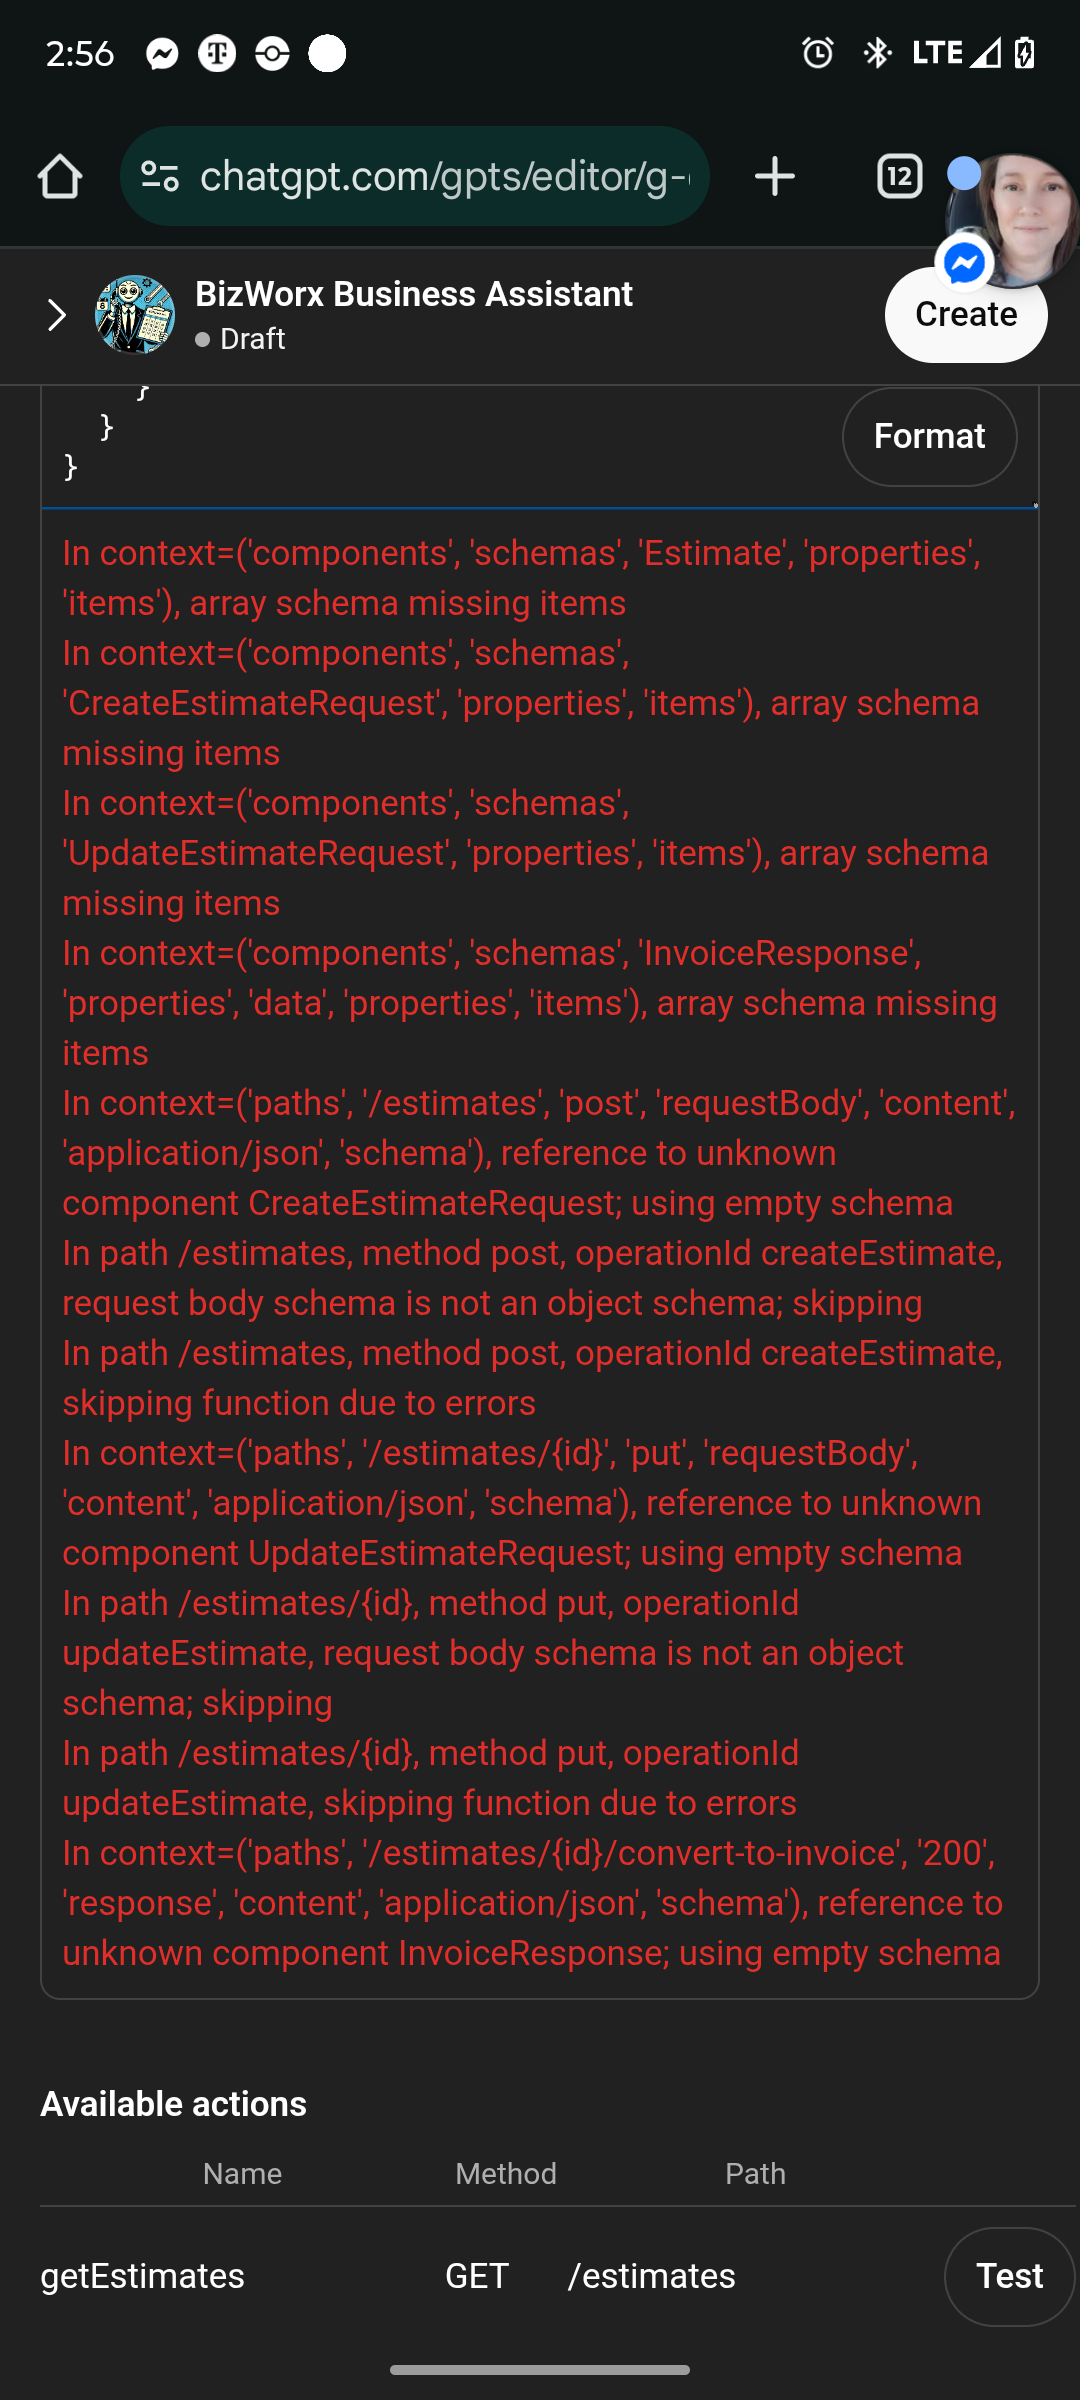 2:56
LTE
chatgpt.com/gpts/editor/g-
12
BizWorx Business Assistant
Draft
Create
}
}
}
Format
In context=('components', 'schemas', 'Estimate', 'properties',
'items'), array schema missing items
In context=('components', 'schemas',
'CreateEstimateRequest', 'properties', 'items'), array schema
missing items
In context=('components', 'schemas',
'UpdateEstimateRequest', 'properties', 'items'), array schema
missing items
In context=('components', 'schemas', 'InvoiceResponse',
'properties', 'data', 'properties', 'items'), array schema missing
items
In context=('paths', '/estimates', 'post', 'requestBody', 'content',
'application/json', 'schema'), reference to unknown
component CreateEstimateRequest; using empty schema
In path /estimates, method post, operationId createEstimate,
request body schema is not an object schema; skipping
In path /estimates, method post, operationId createEstimate,
skipping function due to errors
In context=('paths', '/estimates/{id}', 'put', 'requestBody',
'content', 'application/json', 'schema'), reference to unknown
component UpdateEstimateRequest; using empty schema
In path /estimates/{id}, method put, operationId
updateEstimate, request body schema is not an object
schema; skipping
In path /estimates/{id}, method put, operationId
updateEstimate, skipping function due to errors
In context=('paths', '/estimates/{id}/convert-to-invoice', '200',
'response', 'content', 'application/json', 'schema'), reference to
unknown component InvoiceResponse; using empty schema
Available actions
Name Method Path
getEstimates GET /estimates Test